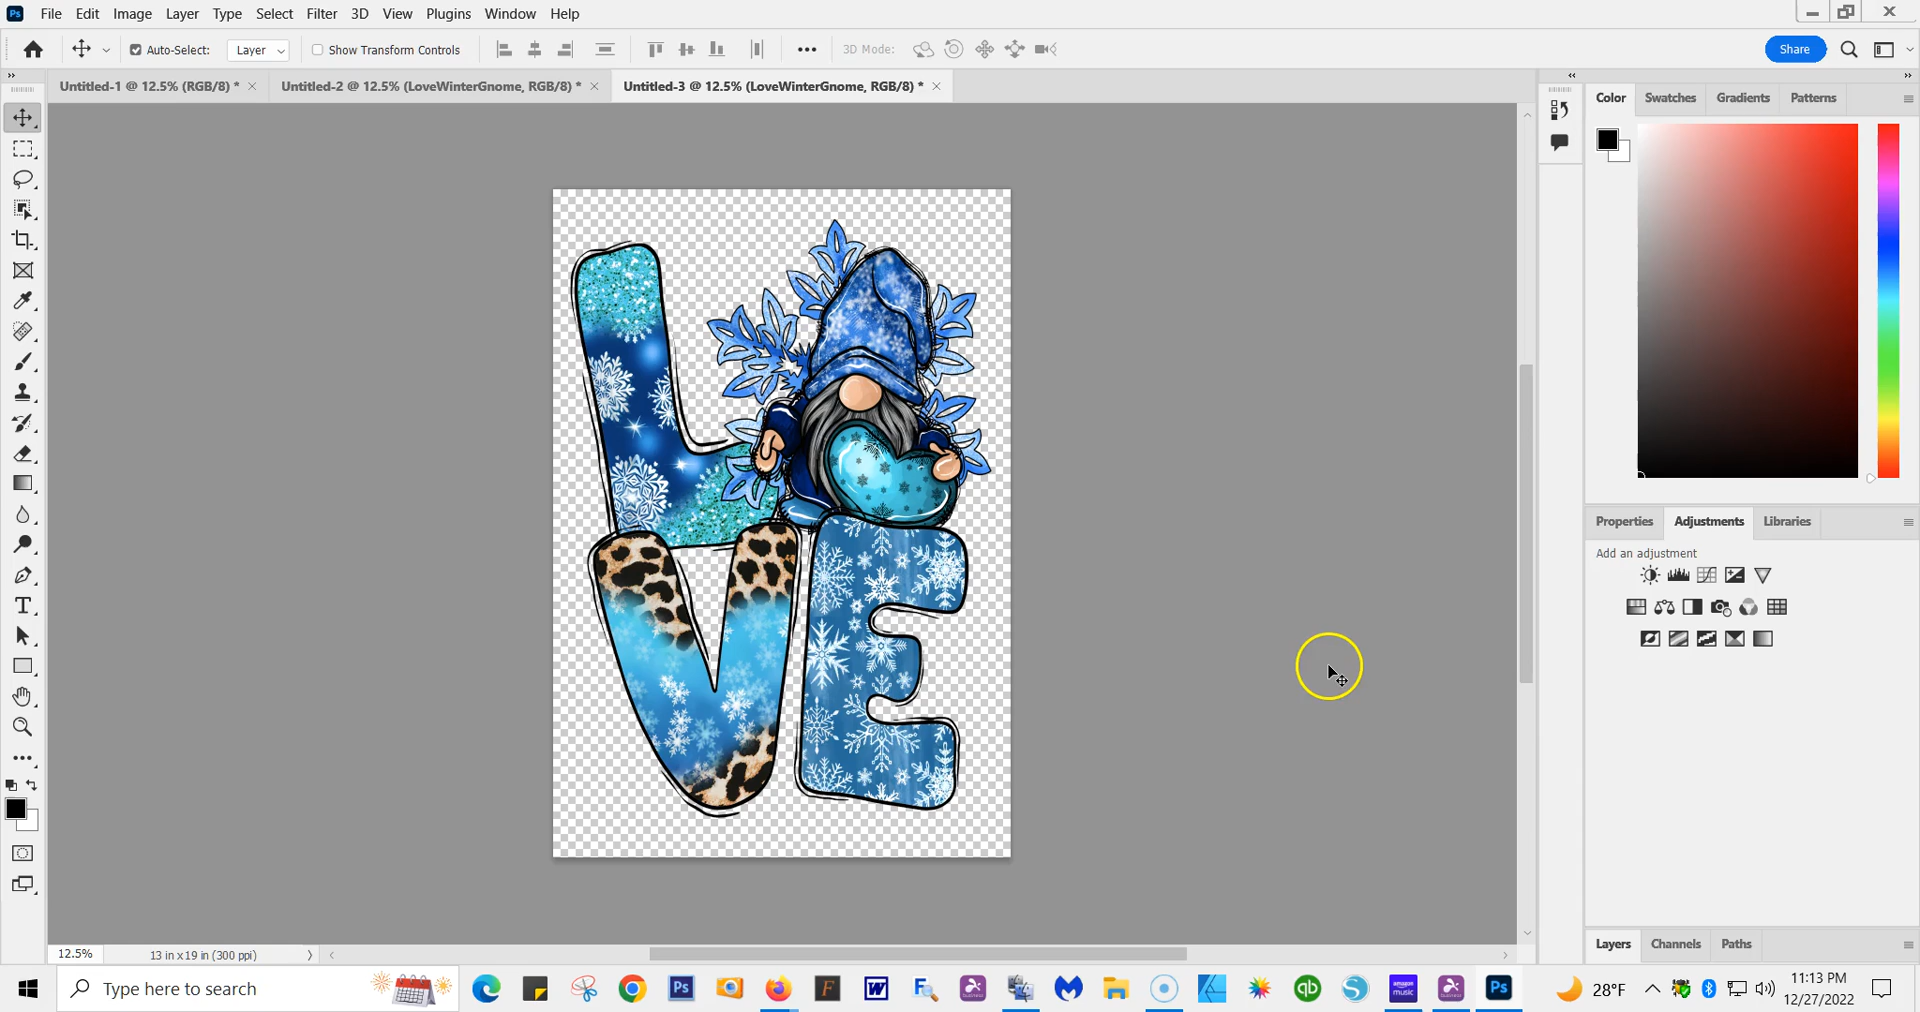 Ps File Edit Image Layer Type Select Filter 3D View Plugins Window Help
Auto-Select: Layer Show Transform Controls 3D Mode: Share
Untitled-1 @ 12.5% (RGB/8) * Untitled-2 @ 12.5% (LoveWinterGnome, RGB/8) * Untitled-3 @ 12.5% (LoveWinterGnome, RGB/8) *
Color Swatches Gradients Patterns
L
VE
Properties Adjustments Libraries
Add an adjustment
Layers Channels Paths
12.5% 13 in x 19 in (300 ppi)
Type here to search
28°F
11:13 PM
12/27/2022